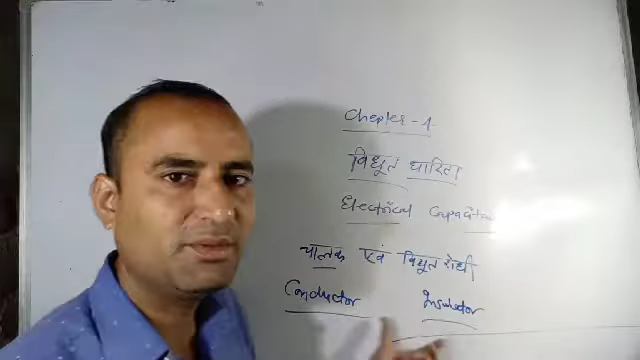 Chepter-1
विधुत धारिता
Electrical Capacitance
चालक एवं विधुत रोधी
Conductor Insulator